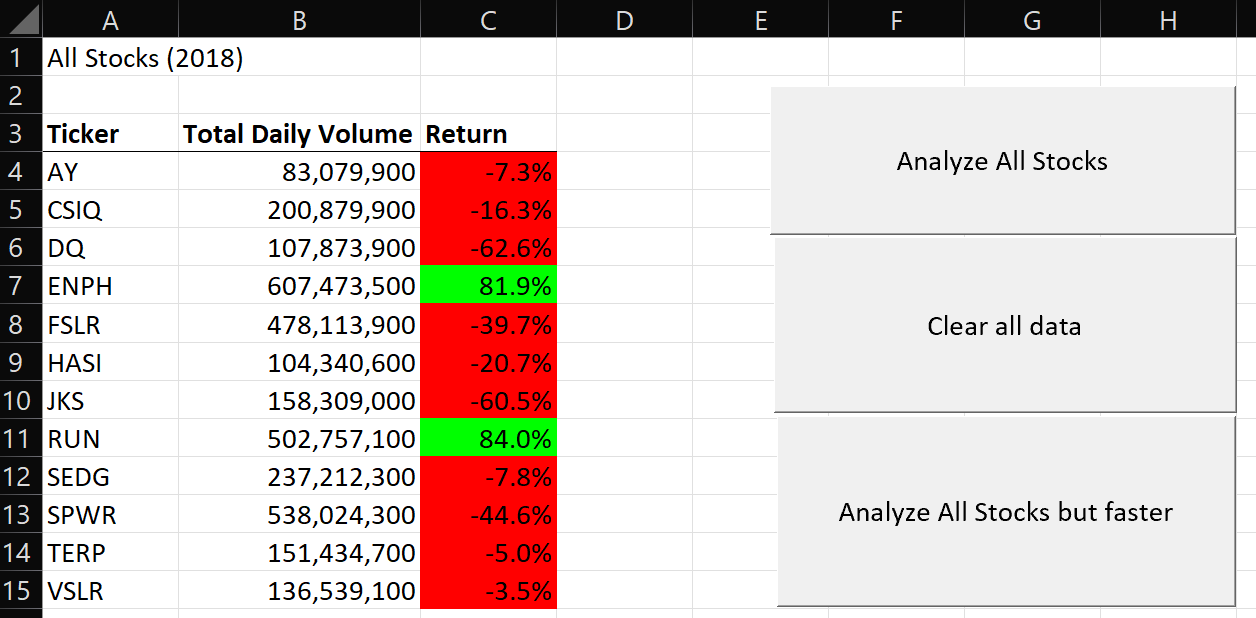 A B C D E F G H
1 All Stocks (2018)
2
3 Ticker Total Daily Volume Return
4 AY 83,079,900 -7.3%
5 CSIQ 200,879,900 -16.3%
6 DQ 107,873,900 -62.6%
7 ENPH 607,473,500 81.9%
8 FSLR 478,113,900 -39.7%
9 HASI 104,340,600 -20.7%
10 JKS 158,309,000 -60.5%
11 RUN 502,757,100 84.0%
12 SEDG 237,212,300 -7.8%
13 SPWR 538,024,300 -44.6%
14 TERP 151,434,700 -5.0%
15 VSLR 136,539,100 -3.5%
Analyze All Stocks
Clear all data
Analyze All Stocks but faster